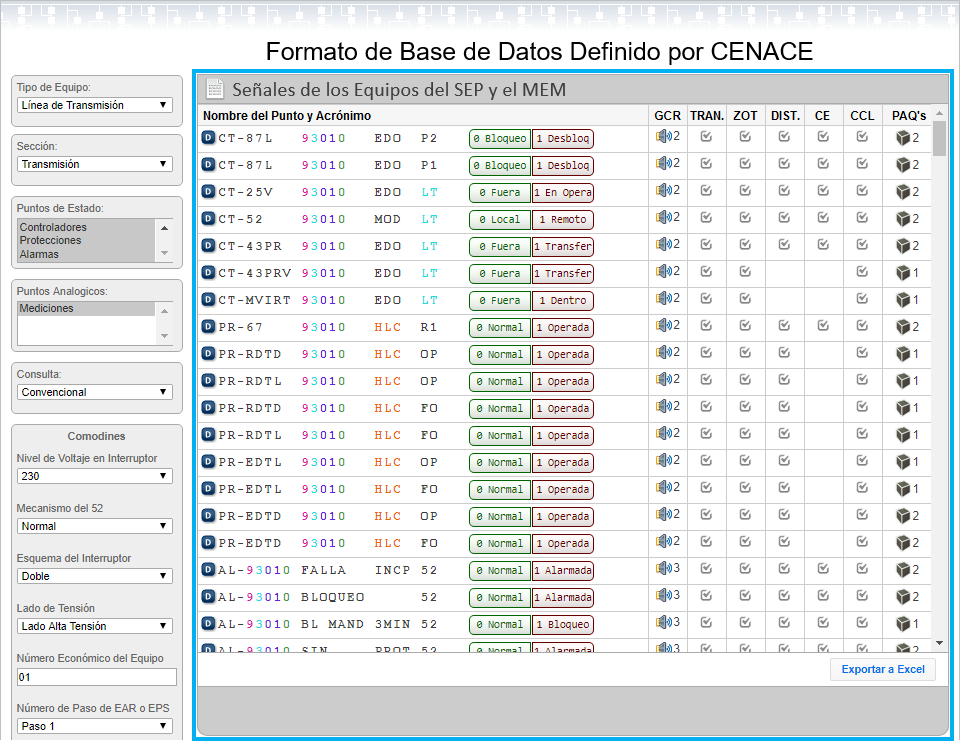 Formato de Base de Datos Definido por CENACE
Tipo de Equipo:
Línea de Transmisión
Sección:
Transmisión
Puntos de Estado:
Controladores
Protecciones
Alarmas
Puntos Analogicos:
Mediciones
Consulta:
Convencional
Comodines
Nivel de Voltaje en Interruptor
230
Mecanismo del 52
Normal
Esquema del Interruptor
Doble
Lado de Tensión
Lado Alta Tensión
Número Económico del Equipo
01
Número de Paso de EAR o EPS
Paso 1
Señales de los Equipos del SEP y el MEM
Nombre del Punto y Acrónimo GCR TRAN. ZOT DIST. CE CCL PAQ's
D CT-87L 93010 EDO P2 0 Bloqueo 1 Desbloq 2 2
D CT-87L 93010 EDO P1 0 Bloqueo 1 Desbloq 2 2
D CT-25V 93010 EDO LT 0 Fuera 1 En Opera 2 2
D CT-52 93010 MOD LT 0 Local 1 Remoto 2 2
D CT-43PR 93010 EDO LT 0 Fuera 1 Transfer 2 2
D CT-43PRV 93010 EDO LT 0 Fuera 1 Transfer 2 1
D CT-MVIRT 93010 EDO LT 0 Fuera 1 Dentro 2 1
D PR-67 93010 HLC R1 0 Normal 1 Operada 2 2
D PR-RDTD 93010 HLC OP 0 Normal 1 Operada 2 1
D PR-RDTL 93010 HLC OP 0 Normal 1 Operada 2 1
D PR-RDTD 93010 HLC FO 0 Normal 1 Operada 2 1
D PR-RDTL 93010 HLC FO 0 Normal 1 Operada 2 1
D PR-EDTL 93010 HLC OP 0 Normal 1 Operada 2 1
D PR-EDTL 93010 HLC FO 0 Normal 1 Operada 2 1
D PR-EDTD 93010 HLC OP 0 Normal 1 Operada 2 2
D PR-EDTD 93010 HLC FO 0 Normal 1 Operada 2 2
D AL-93010 FALLA INCP 52 0 Normal 1 Alarmada 3 2
D AL-93010 BLOQUEO 52 0 Normal 1 Alarmada 3 2
D AL-93010 BL MAND 3MIN 52 0 Normal 1 Bloqueo 3 1
D AL-93010 SIN PROT 52 0 Normal 1 Alarmada 3 2
Exportar a Excel